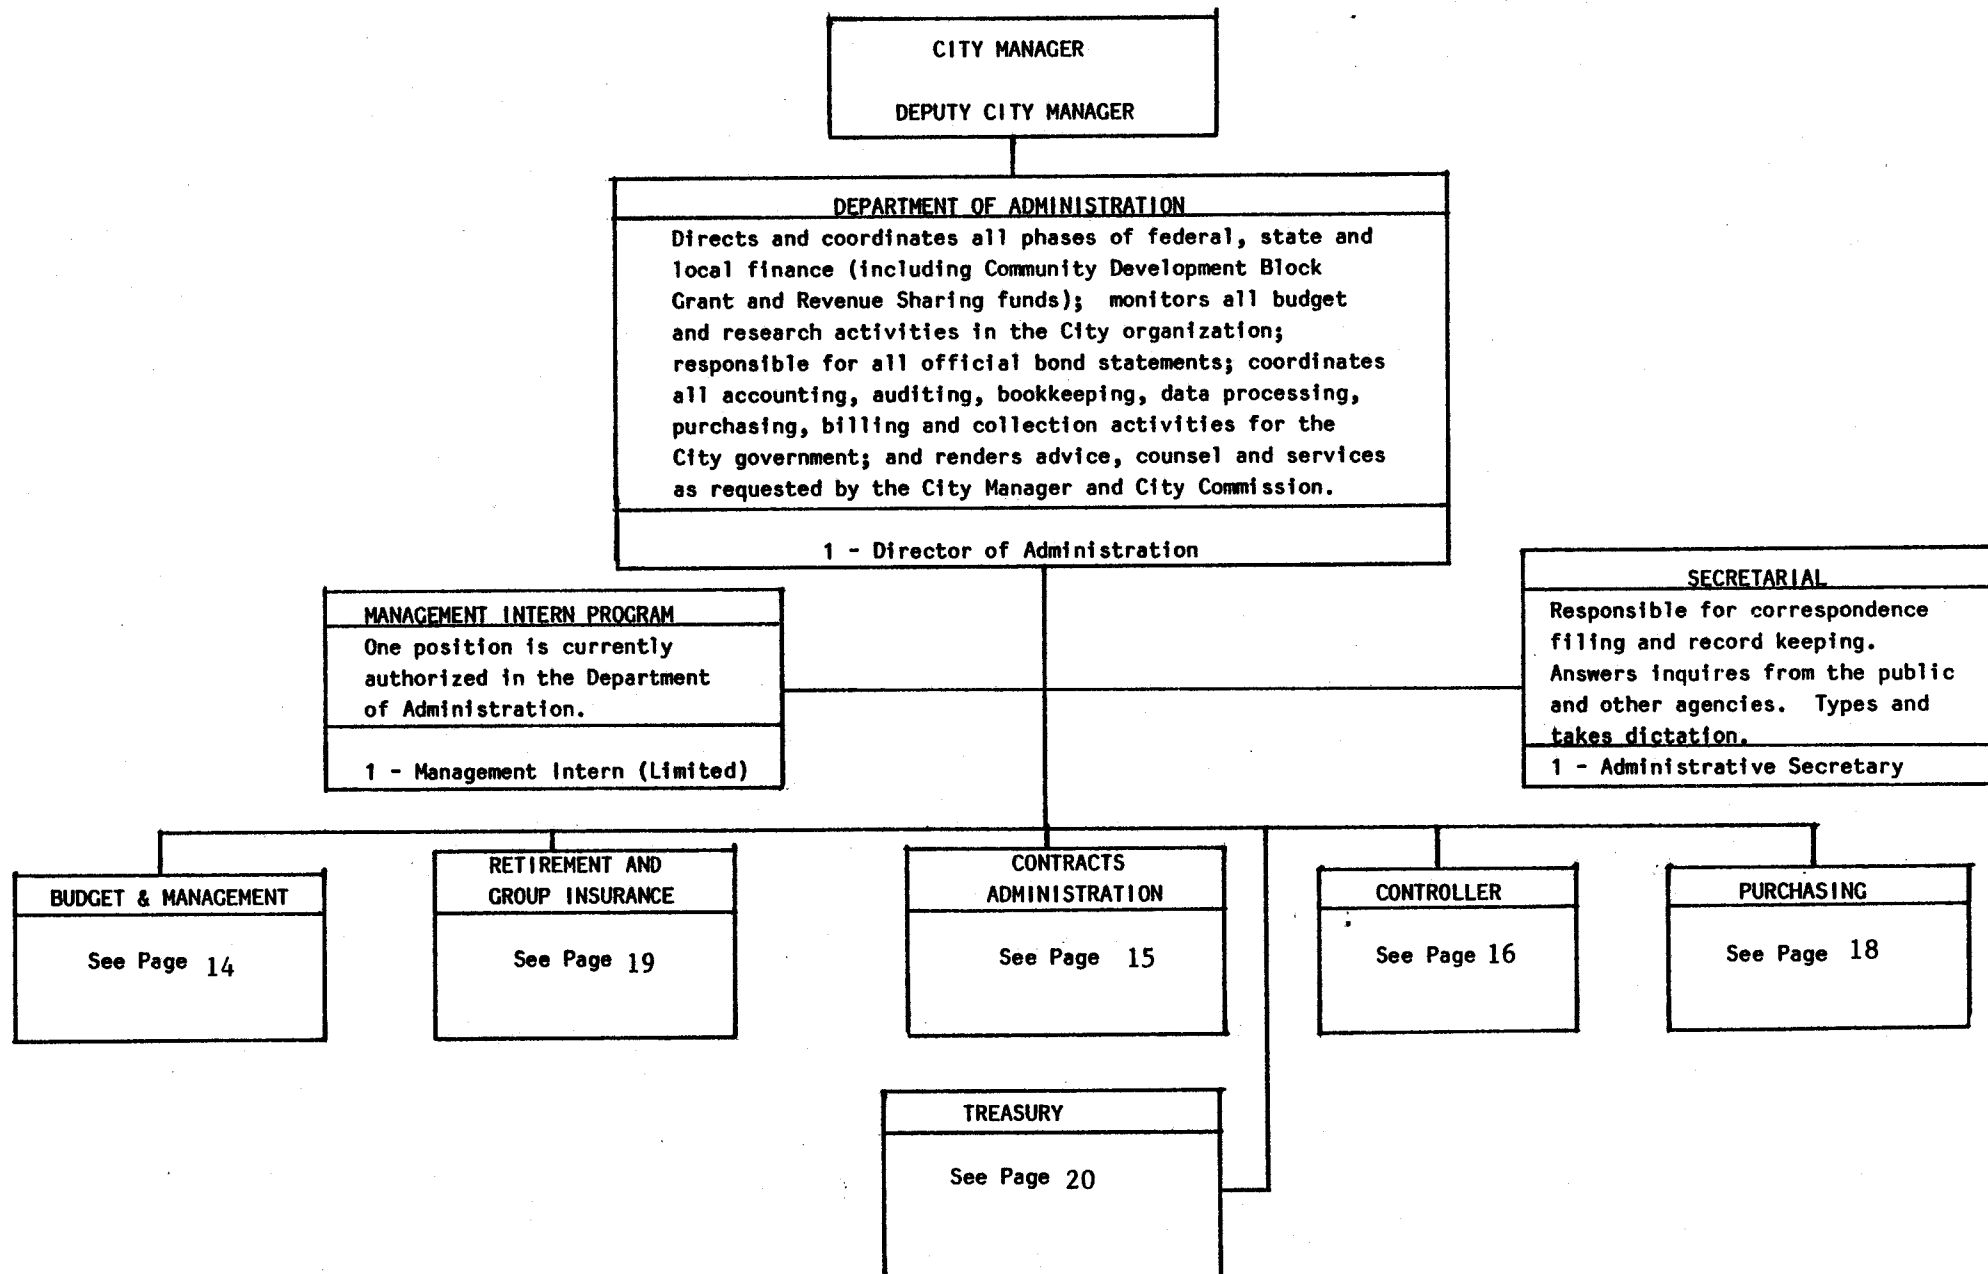 CITY MANAGER
DEPUTY CITY MANAGER
DEPARTMENT OF ADMINISTRATION
Directs and coordinates all phases of federal, state and
local finance (including Community Development Block
Grant and Revenue Sharing funds); monitors all budget
and research activities in the City organization;
responsible for all official bond statements; coordinates
all accounting, auditing, bookkeeping, data processing,
purchasing, billing and collection activities for the
City government; and renders advice, counsel and services
as requested by the City Manager and City Commission.
1 - Director of Administration
MANAGEMENT INTERN PROGRAM
One position is currently
authorized in the Department
of Administration.
1 - Management Intern (Limited)
SECRETARIAL
Responsible for correspondence
filing and record keeping.
Answers inquires from the public
and other agencies. Types and
takes dictation.
1 - Administrative Secretary
BUDGET & MANAGEMENT
See Page 14
RETIREMENT AND
GROUP INSURANCE
See Page 19
CONTRACTS
ADMINISTRATION
See Page 15
CONTROLLER
See Page 16
PURCHASING
See Page 18
TREASURY
See Page 20